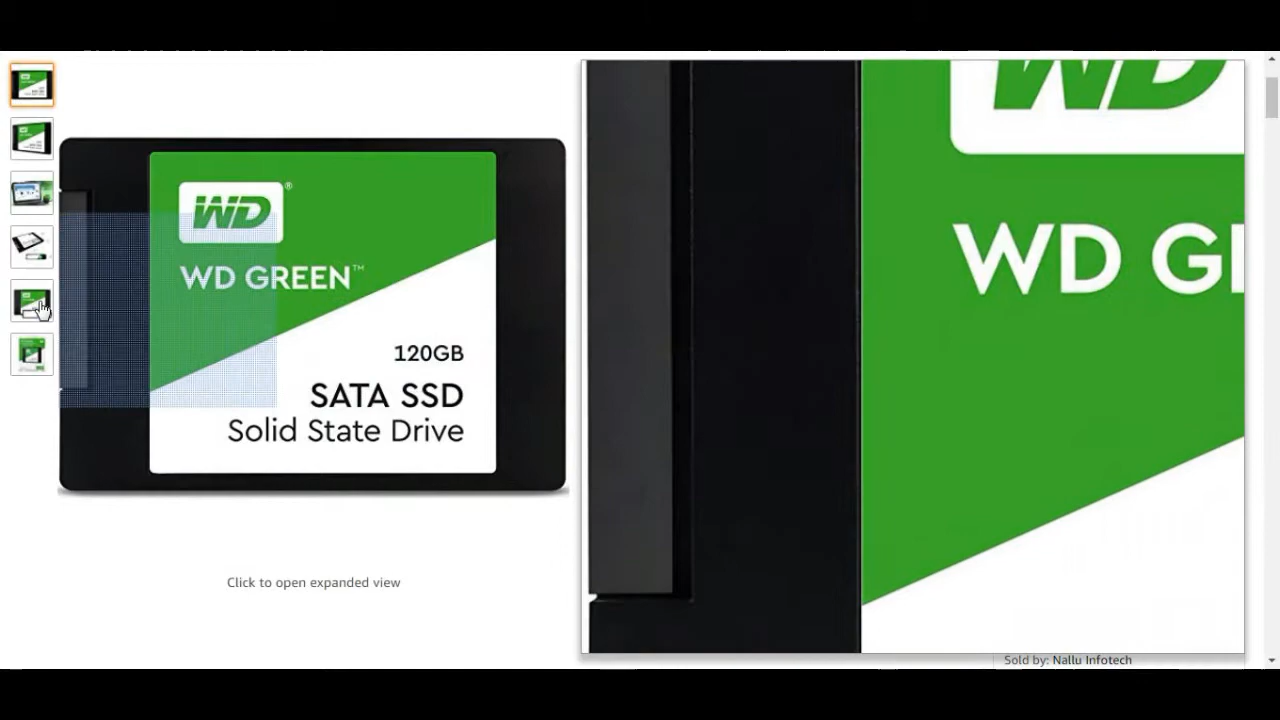 WD®
WD GREEN™
120GB
SATA SSD
Solid State Drive
Click to open expanded view
WD
WD G
Sold by: Nallu Infotech